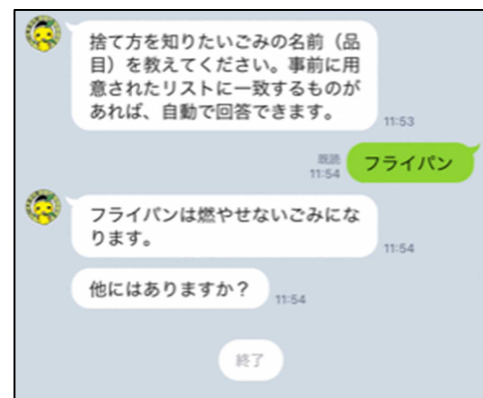 捨て方を知りたいごみの名前（品
目）を教えてください。事前に用
意されたリストに一致するものが
あれば、自動で回答できます。
11:53
既読
11:54
フライパン
フライパンは燃やせないごみにな
ります。
11:54
他にはありますか？
11:54
終了